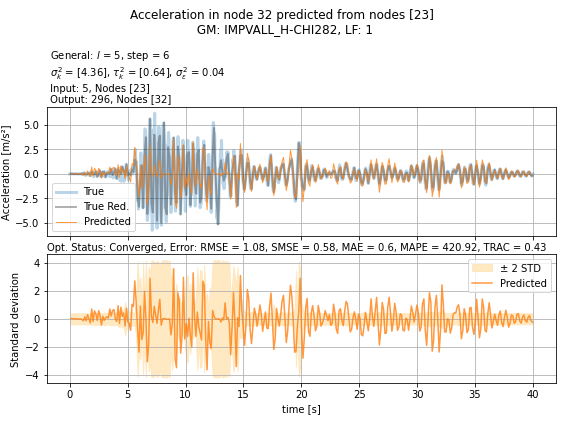 Acceleration in node 32 predicted from nodes [23]
GM: IMPVALL_H-CHI282, LF: 1
General: l = 5, step = 6
σ²ₖ = [4.36], τ²ₖ = [0.64], σ²ε = 0.04
Input: 5, Nodes [23]
Output: 296, Nodes [32]
Acceleration [m/s²]
5.0
2.5
0.0
−2.5
−5.0
True
True Red.
Predicted
Opt. Status: Converged, Error: RMSE = 1.08, SMSE = 0.58, MAE = 0.6, MAPE = 420.92, TRAC = 0.43
Standard deviation
4
2
0
−2
−4
± 2 STD
Predicted
0 5 10 15 20 25 30 35 40
time [s]